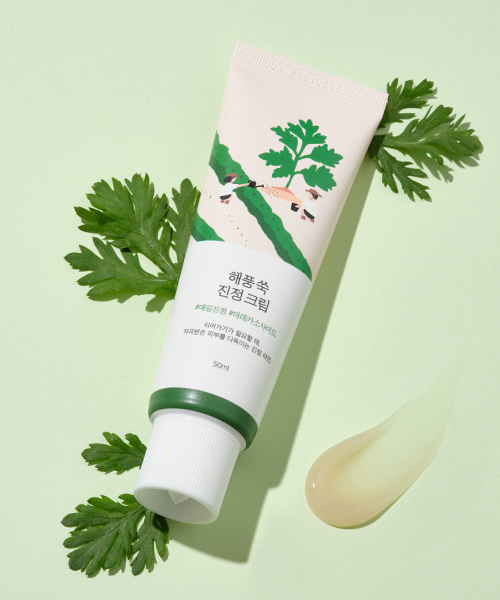 해풍쑥
진정 크림
#데일리진정 #마데카소사이드
쉬어가기가 필요할 때,
자극받은 피부를 다독이는 진정 라인.
50ml